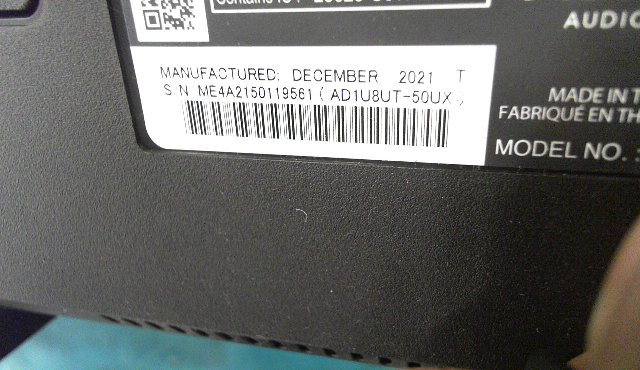 AUDIO
MANUFACTURED: DECEMBER 2021 T
S/N ME4A2150119561 ( AD1U8UT-50UX )
MADE IN T
FABRIQUÉ EN TH
MODEL NO. :